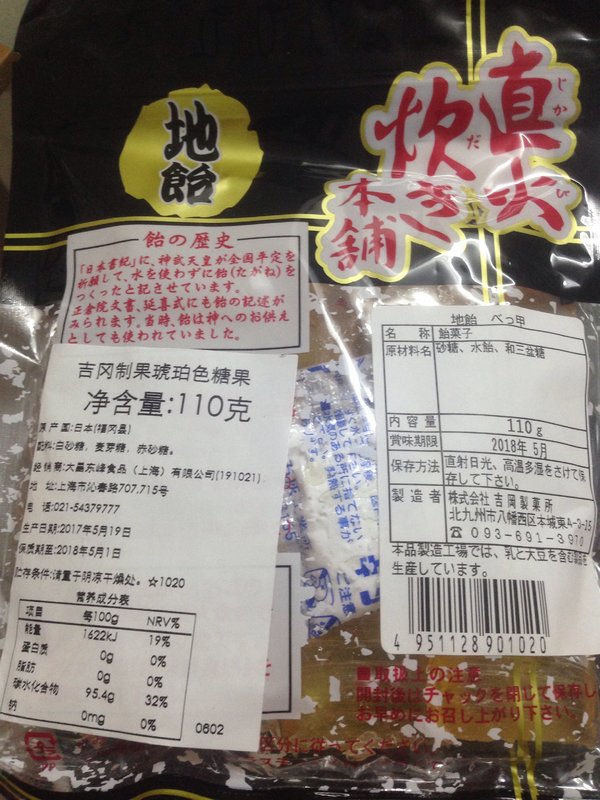 直火
じかび
炊き
だ
本舗
地飴
飴の歴史
「日本書紀」に、神武天皇が全国平定を
祈願して、水を使わずに飴(たがね)を
つくったと記させています。
正倉院文書、延喜式にも飴の記述が
みられます。当時、飴は神へのお供え
としても使われていました。
吉冈制果琥珀色糖果
净含量:110克
原产国:日本(福冈县)
配料:白砂糖，麦芽糖，赤砂糖。
经销商:大昌东峰食品（上海）有限公司(191021)
地 址:上海市沁春路707,715号
电 话:021-54379777
生产日期:2017年5月19日
保质期至:2018年5月1日
贮存条件:请置于阴凉干燥处。☆1020
营养成分表
项目 每100g NRV%
能量 1622kJ 19%
蛋白质 0g 0%
脂肪 0g 0%
碳水化合物 95.4g 32%
钠 0mg 0%
0602
地飴 べっ甲
名 称 飴菓子
原材料名 砂糖、水飴、和三盆糖
内容量 110g
賞味期限 2018年 5月
保存方法 直射日光、高温多湿をさけて保
存して下さい。
製造者 株式会社 吉岡製菓所
北九州市八幡西区本城東4-3-25
☎ 093-691-3910
本品製造工場では、乳と大豆を含む製品を
生産しています。
4 951128 901020
ご注意
■取扱上の注意
開封後はチャックを閉じて保存し
お早めにお召し上がり下さい。